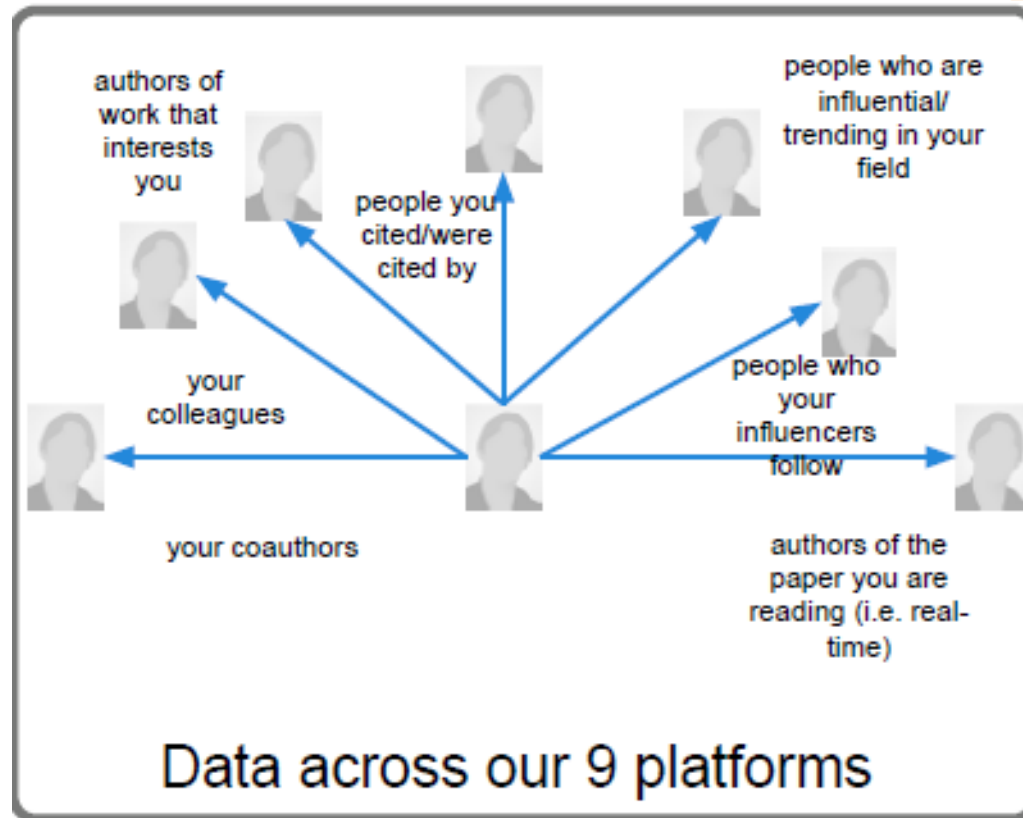 authors of
work that
interests
you
people you
cited/were
cited by
people who are
influential/
trending in your
field
your
colleagues
people who
your
influencers
follow
your coauthors
authors of the
paper you are
reading (i.e. real-
time)
Data across our 9 platforms